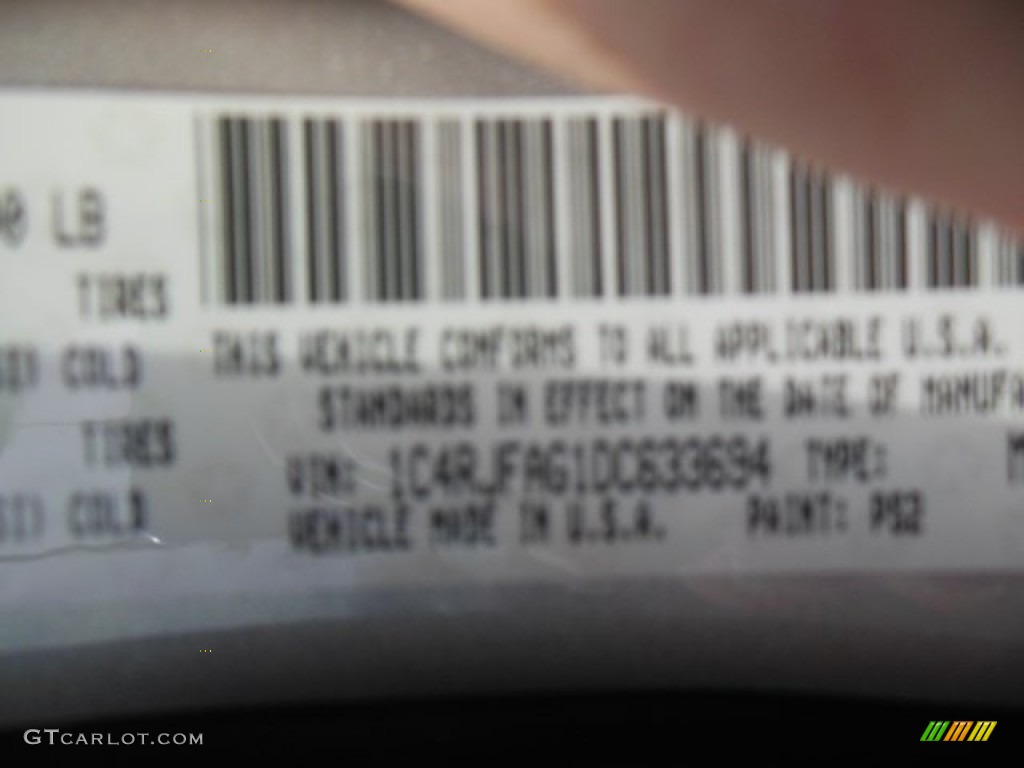 LB
TIRES
COLD
TIRES
COLD
THIS VEHICLE CONFORMS TO ALL APPLICABLE U.S.A.
STANDARDS IN EFFECT ON THE DATE OF MANUFA
VIN: 1C4RJFAG1DC633694 TYPE: M
VEHICLE MADE IN U.S.A. PAINT: PS2
GTCARLOT.COM